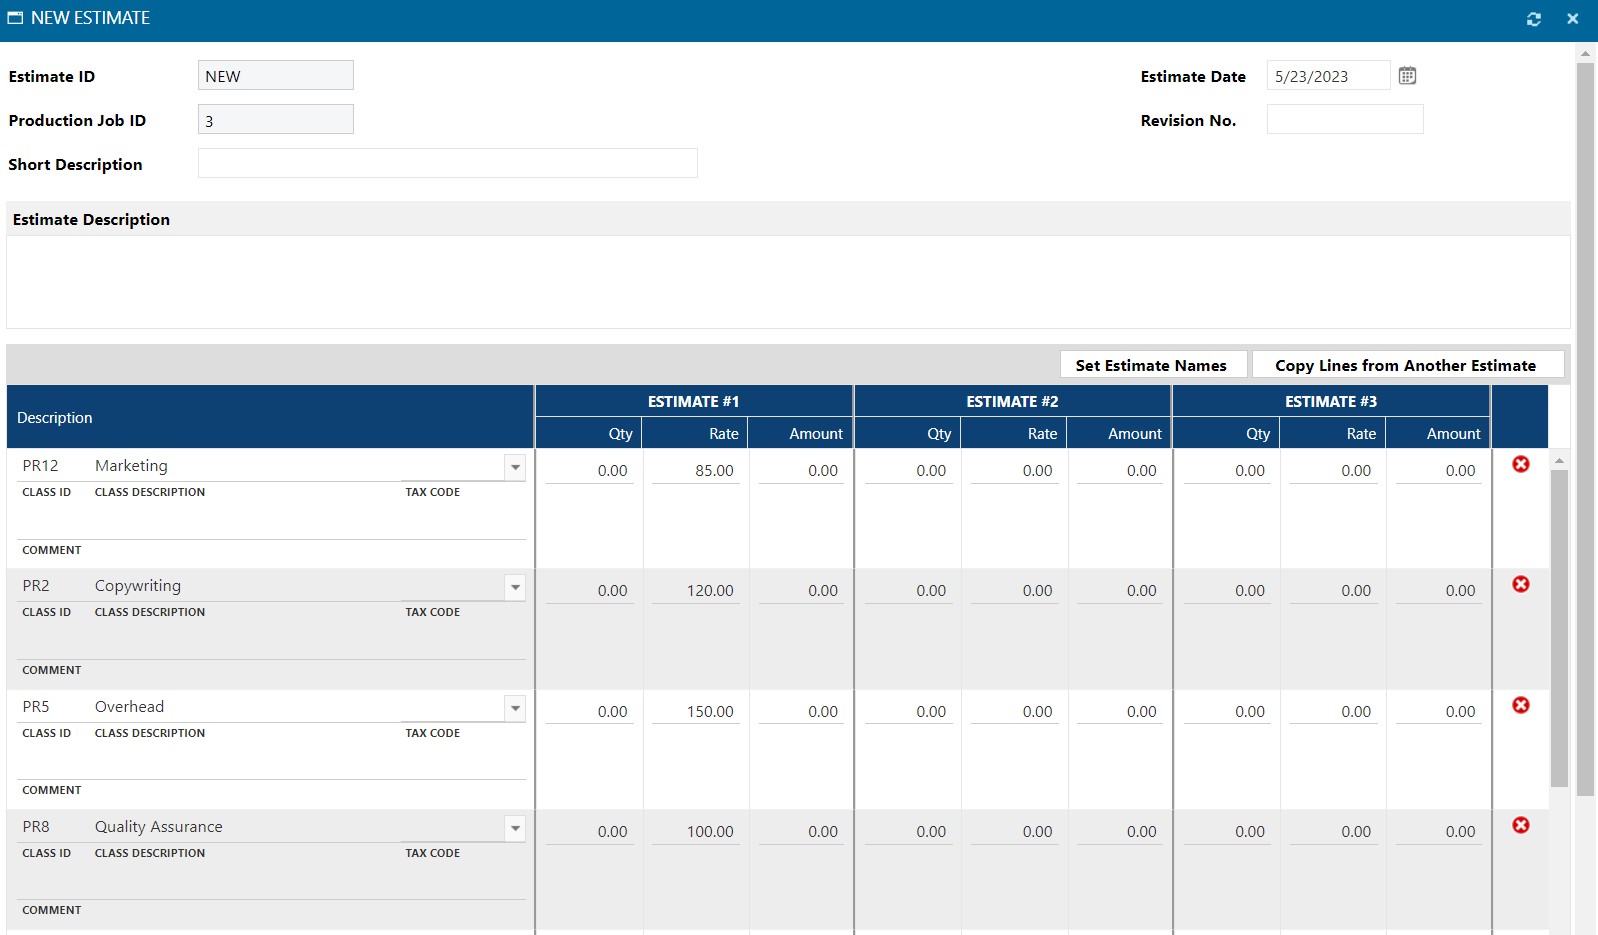 NEW ESTIMATE
Estimate ID NEW Estimate Date 5/23/2023
Production Job ID 3 Revision No.
Short Description
Estimate Description
Set Estimate Names Copy Lines from Another Estimate
ESTIMATE #1 ESTIMATE #2 ESTIMATE #3
Description
Qty Rate Amount Qty Rate Amount Qty Rate Amount
PR12 Marketing 0.00 85.00 0.00 0.00 0.00 0.00 0.00 0.00 0.00
CLASS ID CLASS DESCRIPTION TAX CODE
COMMENT
PR2 Copywriting 0.00 120.00 0.00 0.00 0.00 0.00 0.00 0.00 0.00
CLASS ID CLASS DESCRIPTION TAX CODE
COMMENT
PR5 Overhead 0.00 150.00 0.00 0.00 0.00 0.00 0.00 0.00 0.00
CLASS ID CLASS DESCRIPTION TAX CODE
COMMENT
PR8 Quality Assurance 0.00 100.00 0.00 0.00 0.00 0.00 0.00 0.00 0.00
CLASS ID CLASS DESCRIPTION TAX CODE
COMMENT